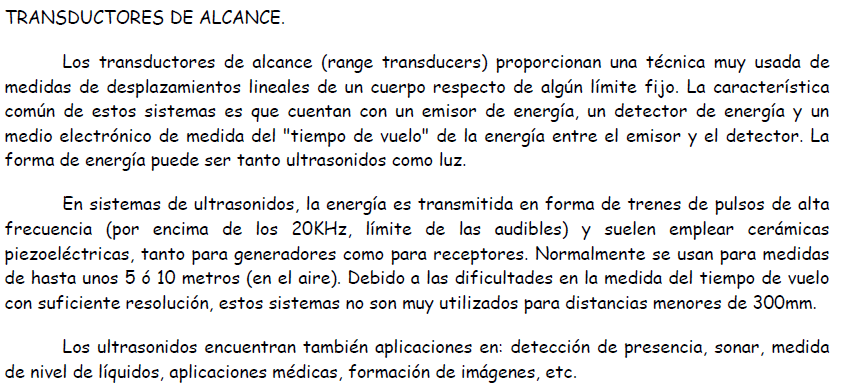 TRANSDUCTORES DE ALCANCE.
Los transductores de alcance (range transducers) proporcionan una técnica muy usada de
medidas de desplazamientos lineales de un cuerpo respecto de algún límite fijo. La característica
común de estos sistemas es que cuentan con un emisor de energía, un detector de energía y un
medio electrónico de medida del "tiempo de vuelo" de la energía entre el emisor y el detector. La
forma de energía puede ser tanto ultrasonidos como luz.
En sistemas de ultrasonidos, la energía es transmitida en forma de trenes de pulsos de alta
frecuencia (por encima de los 20KHz, límite de las audibles) y suelen emplear cerámicas
piezoeléctricas, tanto para generadores como para receptores. Normalmente se usan para medidas
de hasta unos 5 ó 10 metros (en el aire). Debido a las dificultades en la medida del tiempo de vuelo
con suficiente resolución, estos sistemas no son muy utilizados para distancias menores de 300mm.
Los ultrasonidos encuentran también aplicaciones en: detección de presencia, sonar, medida
de nivel de líquidos, aplicaciones médicas, formación de imágenes, etc.